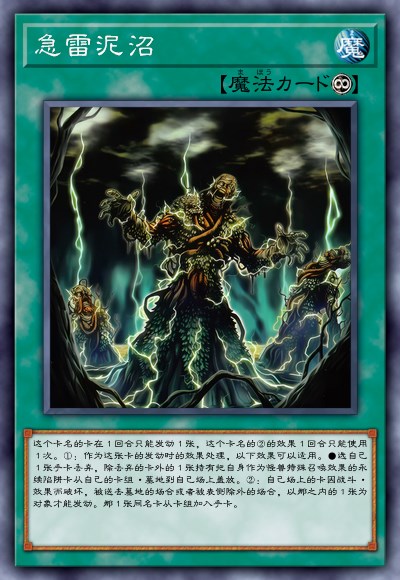 急雷泥沼
魔
まほう
【魔法カード】
这个卡名的卡在1回合只能发动1张,这个卡名的②的效果1回合只能使用
1次。①:作为这张卡的发动时的效果处理,以下效果可以适用。●选自己
1张手卡丢弃,除丢弃的卡外的1张持有把自身作为怪兽特殊召唤效果的永
续陷阱卡从自己的卡组·墓地到自己场上盖放。②:自己场上的卡因战斗·
效果而破坏,被送去墓地的场合或者被表侧除外的场合,以那之内的1张为
对象才能发动。那1张同名卡从卡组加入手卡。